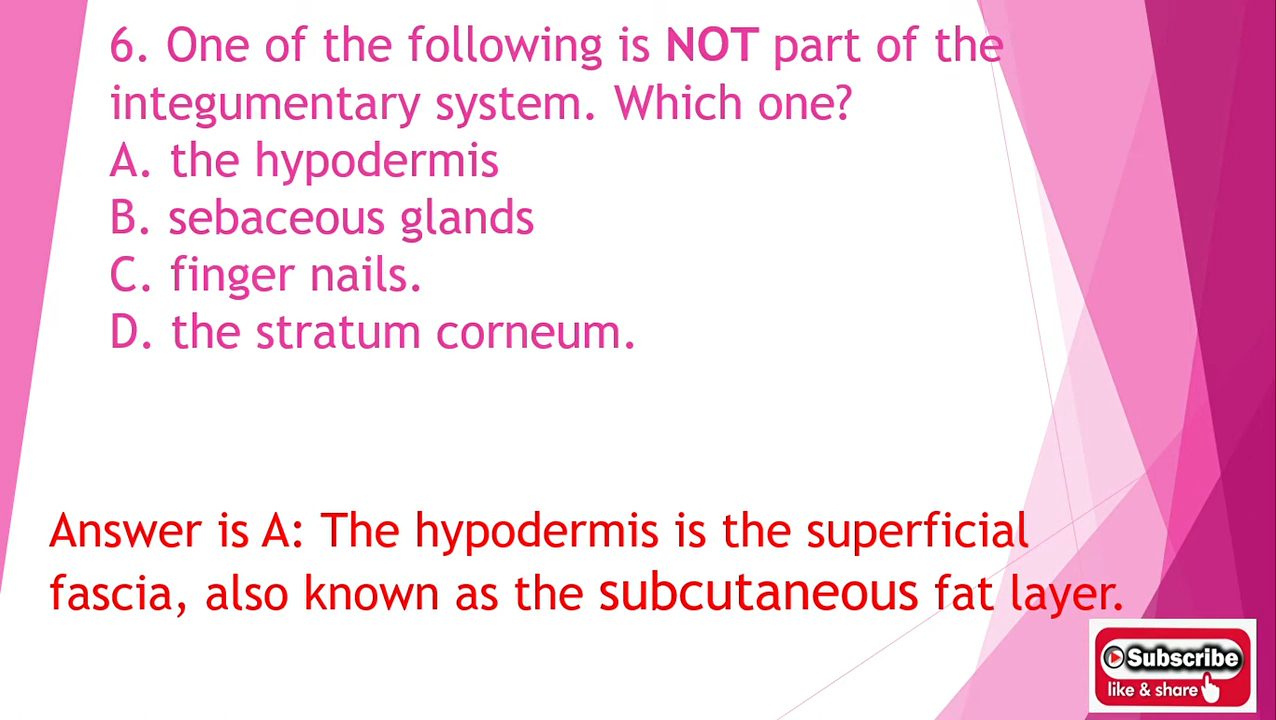 6. One of the following is NOT part of the
integumentary system. Which one?
A. the hypodermis
B. sebaceous glands
C. finger nails.
D. the stratum corneum.
Answer is A: The hypodermis is the superficial
fascia, also known as the subcutaneous fat layer.
Subscribe
like & share